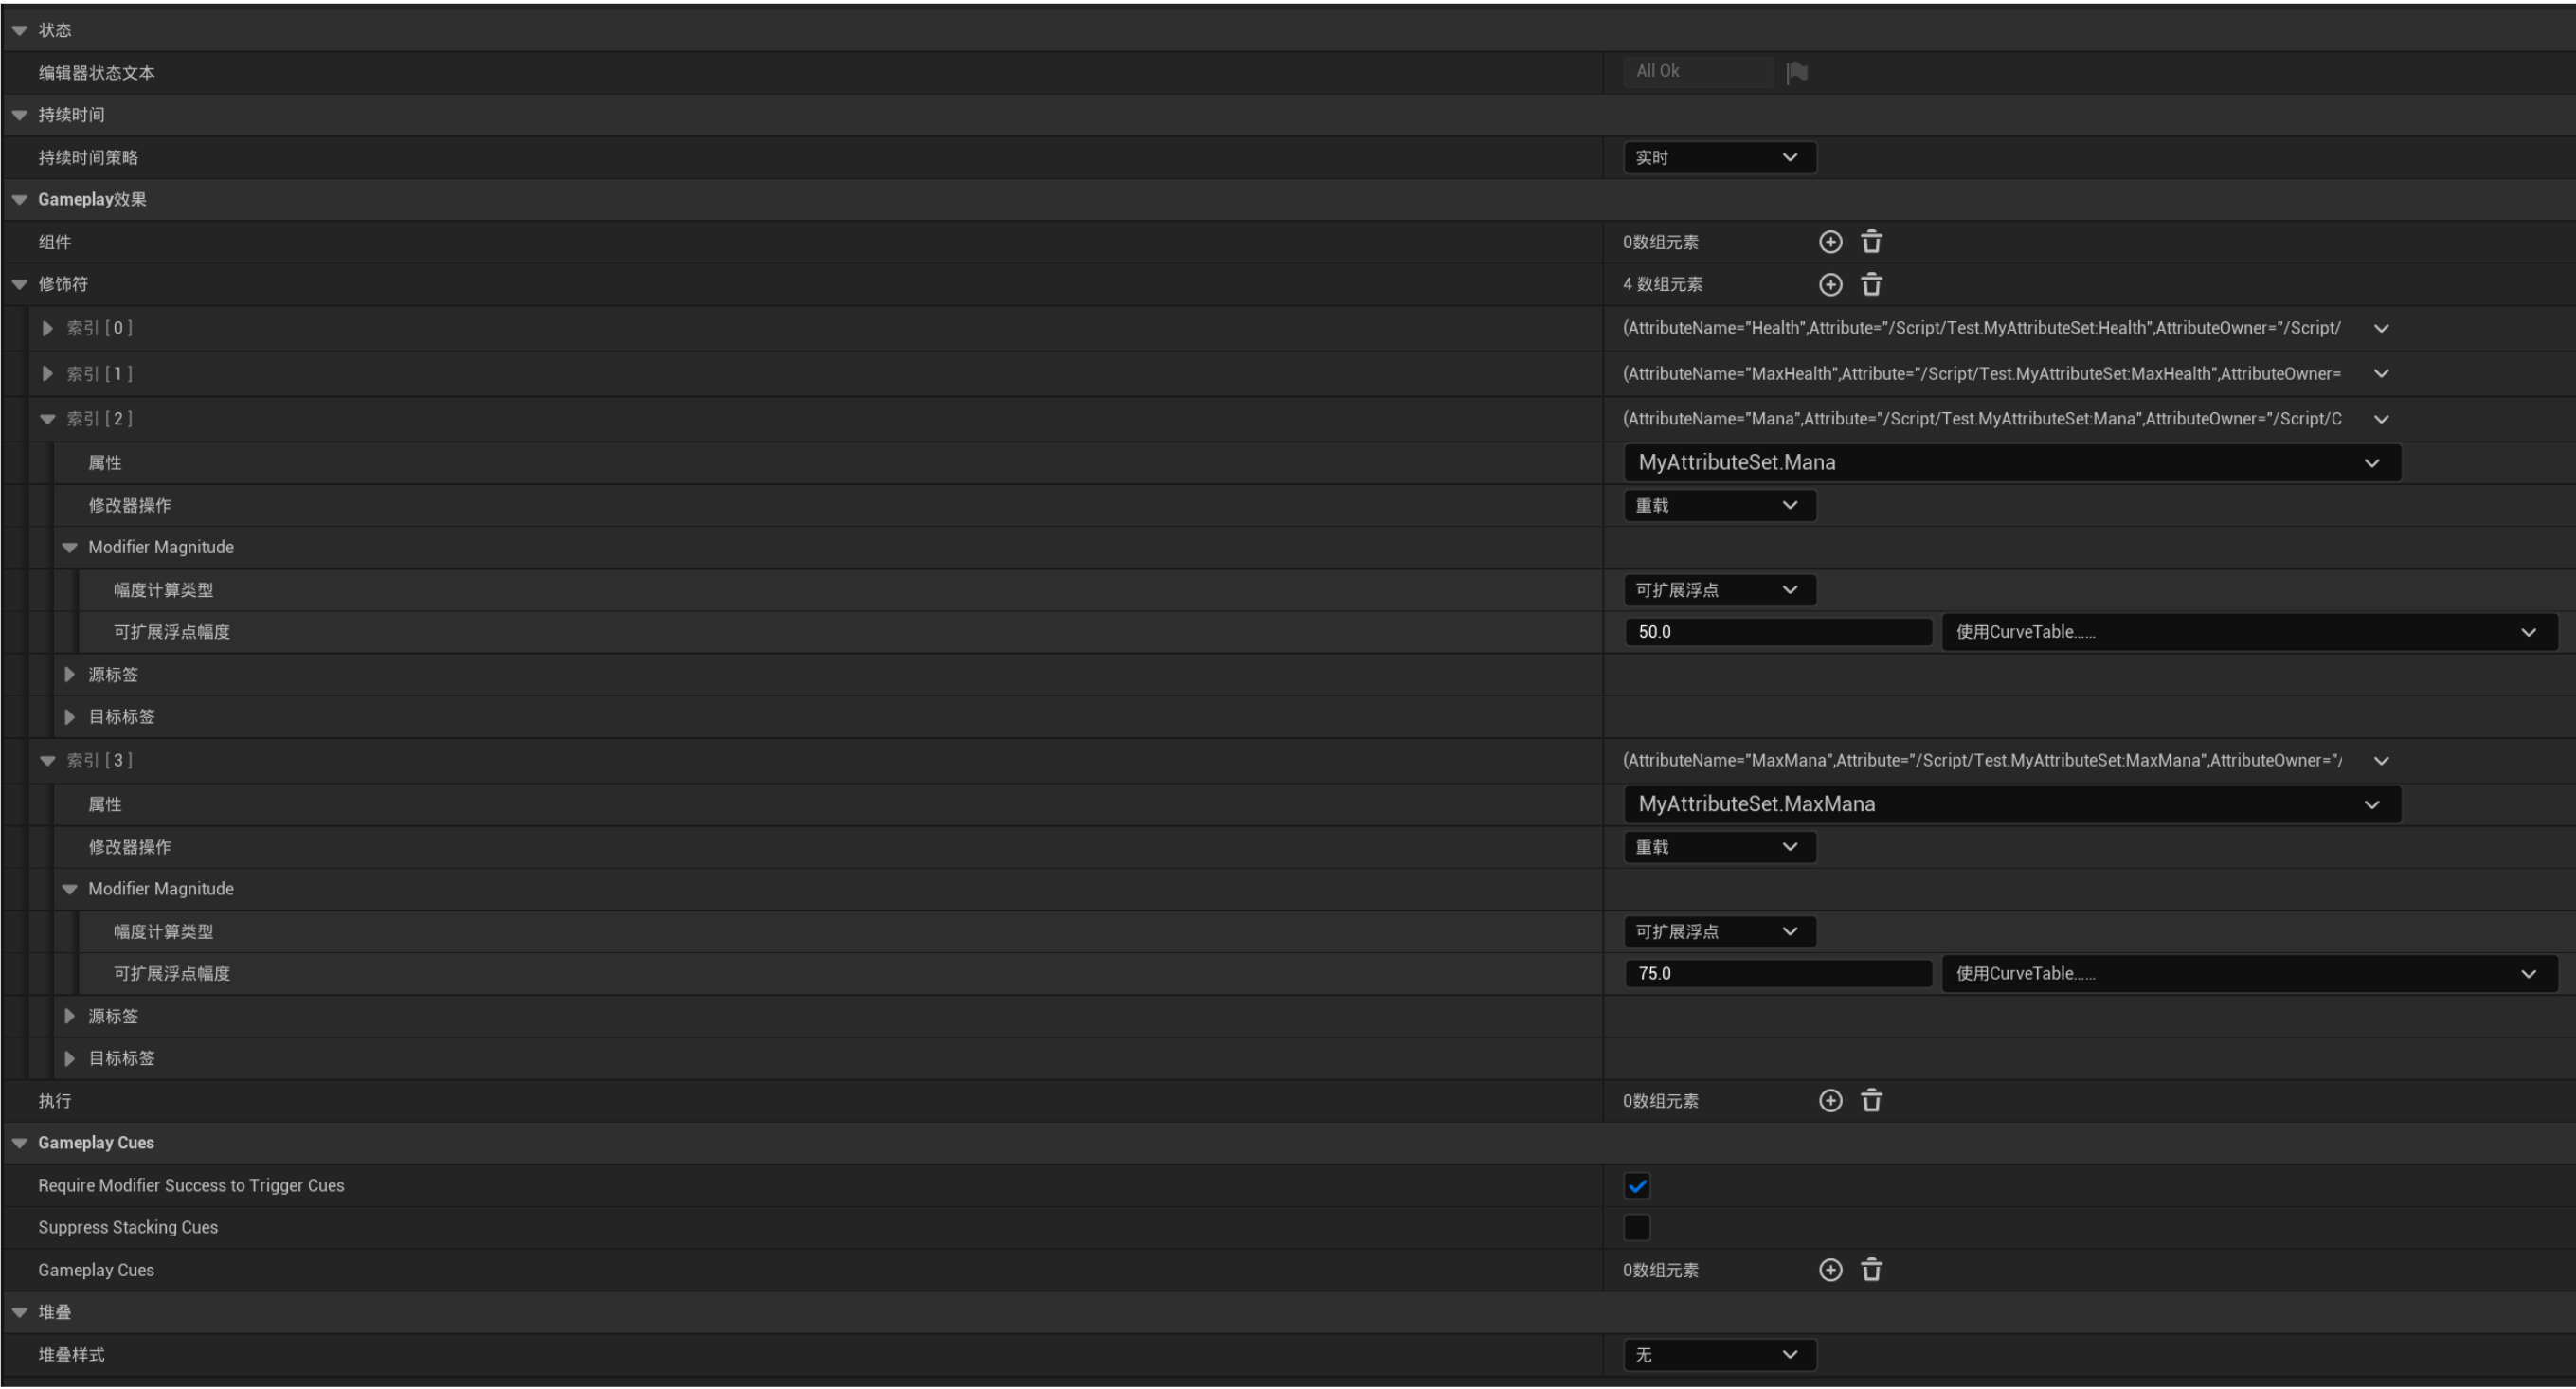 状态
编辑器状态文本 All Ok
持续时间
持续时间策略 实时
Gameplay效果
组件 0数组元素
修饰符 4 数组元素
索引 [ 0 ] (AttributeName="Health",Attribute="/Script/Test.MyAttributeSet:Health",AttributeOwner="/Script/
索引 [ 1 ] (AttributeName="MaxHealth",Attribute="/Script/Test.MyAttributeSet:MaxHealth",AttributeOwner=
索引 [ 2 ] (AttributeName="Mana",Attribute="/Script/Test.MyAttributeSet:Mana",AttributeOwner="/Script/C
属性 MyAttributeSet.Mana
修改器操作 重载
Modifier Magnitude
幅度计算类型 可扩展浮点
可扩展浮点幅度 50.0 使用CurveTable……
源标签
目标标签
索引 [ 3 ] (AttributeName="MaxMana",Attribute="/Script/Test.MyAttributeSet:MaxMana",AttributeOwner="/
属性 MyAttributeSet.MaxMana
修改器操作 重载
Modifier Magnitude
幅度计算类型 可扩展浮点
可扩展浮点幅度 75.0 使用CurveTable……
源标签
目标标签
执行 0数组元素
Gameplay Cues
Require Modifier Success to Trigger Cues
Suppress Stacking Cues
Gameplay Cues 0数组元素
堆叠
堆叠样式 无